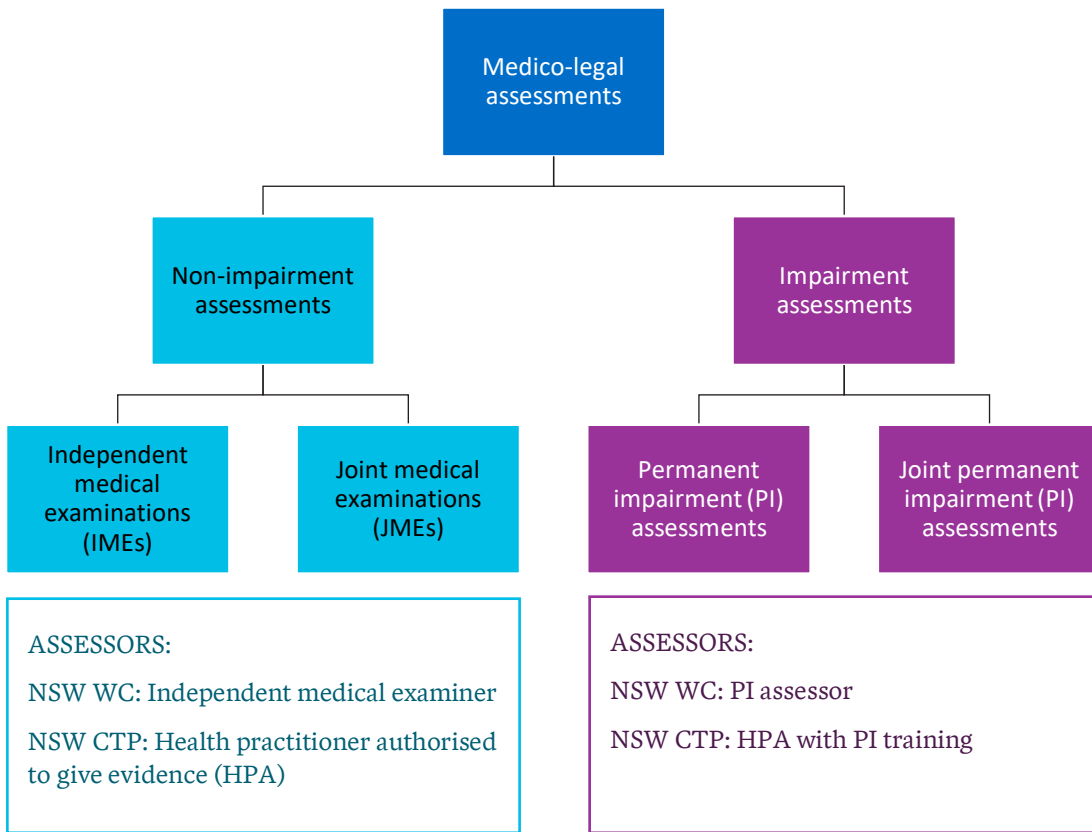 Medico-legal
assessments
Non-impairment
assessments
Impairment
assessments
Independent
medical
examinations
(IMEs)
Joint medical
examinations
(JMEs)
Permanent
impairment (PI)
assessments
Joint permanent
impairment (PI)
assessments
ASSESSORS:
NSW WC: Independent medical examiner
NSW CTP: Health practitioner authorised
to give evidence (HPA)
ASSESSORS:
NSW WC: PI assessor
NSW CTP: HPA with PI training